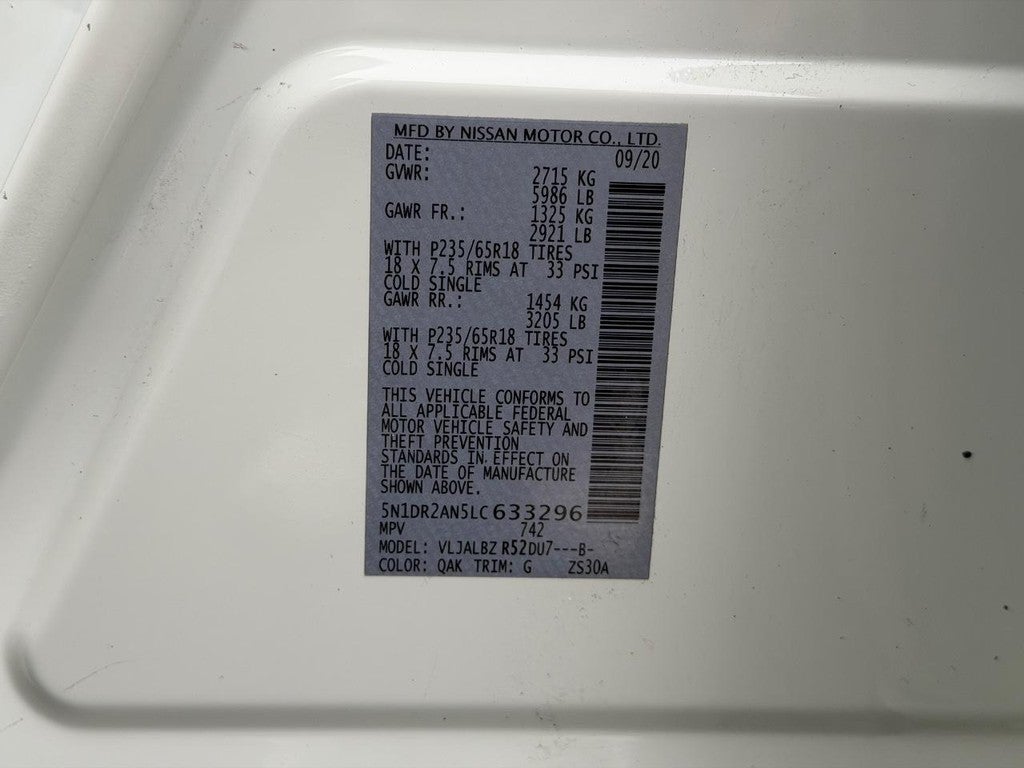 MFD BY NISSAN MOTOR CO., LTD.
DATE: 09/20
GVWR: 2715 KG
5986 LB
GAWR FR.: 1325 KG
2921 LB
WITH P235/65R18 TIRES
18 X 7.5 RIMS AT 33 PSI
COLD SINGLE
GAWR RR.: 1454 KG
3205 LB
WITH P235/65R18 TIRES
18 X 7.5 RIMS AT 33 PSI
COLD SINGLE
THIS VEHICLE CONFORMS TO
ALL APPLICABLE FEDERAL
MOTOR VEHICLE SAFETY AND
THEFT PREVENTION
STANDARDS IN EFFECT ON
THE DATE OF MANUFACTURE
SHOWN ABOVE.
5N1DR2AN5LC633296
MPV 742
MODEL: VLJALBZ R52DU7---B-
COLOR: QAK TRIM: G ZS30A